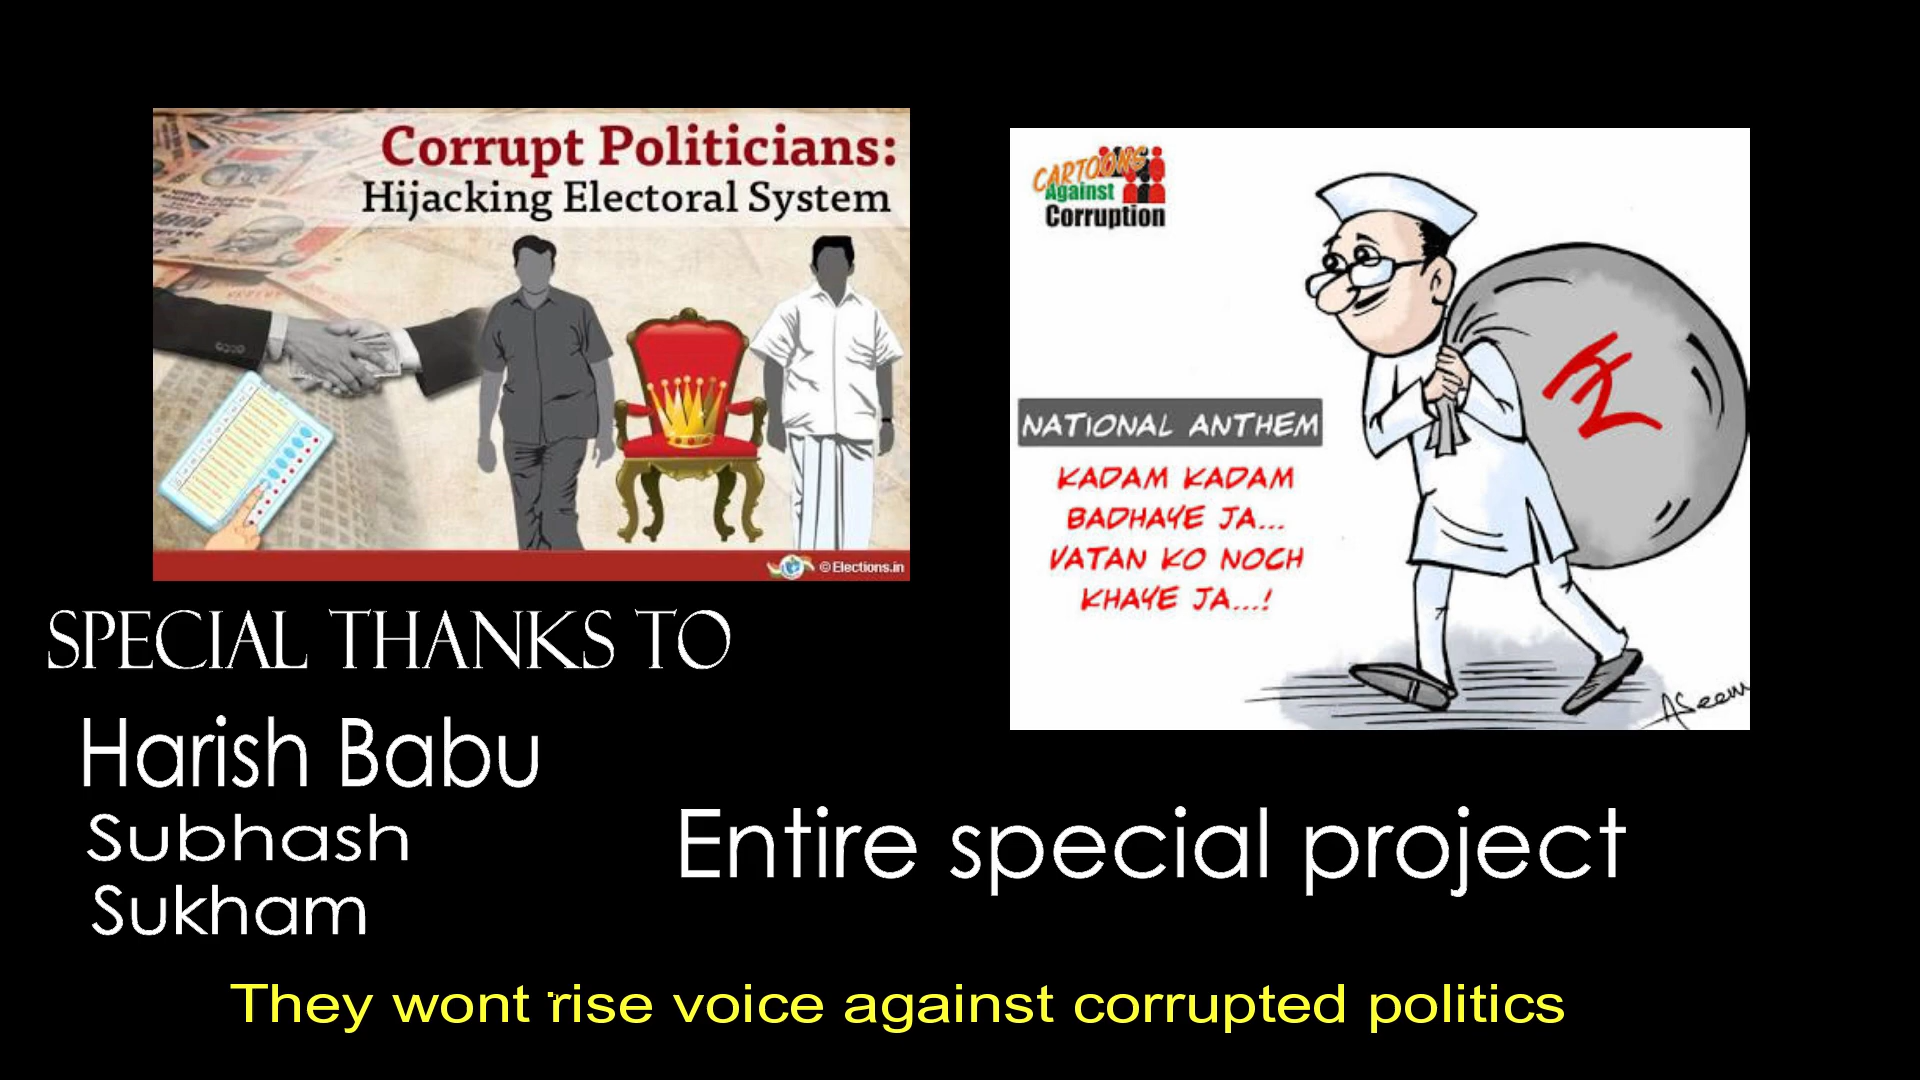 Corrupt Politicians:
Hijacking Electoral System
© Elections.in
CARTOONS
Against
Corruption
NATIONAL ANTHEM
KADAM KADAM
BADHAYE JA...
VATAN KO NOCH
KHAYE JA...!
ASeem
SPECIAL THANKS TO
Harish Babu
Subhash
Sukham
Entire special project
They wont rise voice against corrupted politics